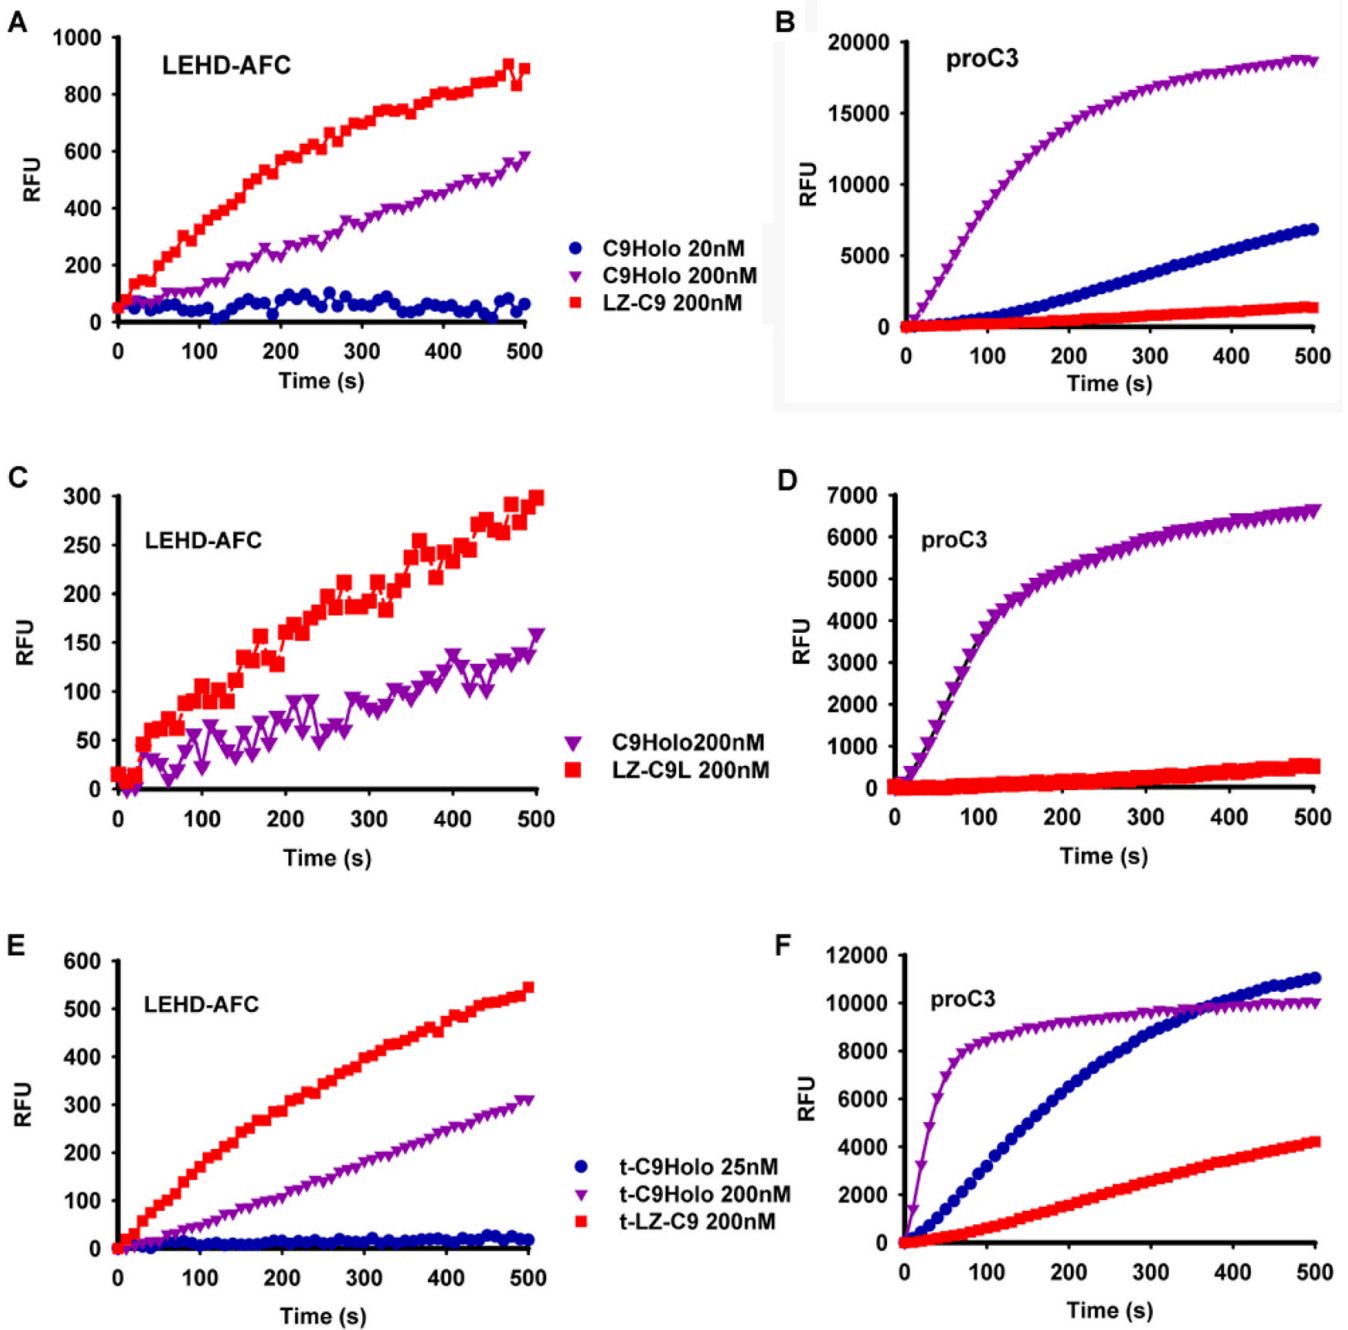 A
LEHD-AFC
RFU
1000
800
600
400
200
0
0 100 200 300 400 500
Time (s)
C9Holo 20nM
C9Holo 200nM
LZ-C9 200nM
B
proC3
RFU
20000
15000
10000
5000
0
0 100 200 300 400 500
Time (s)
C
LEHD-AFC
RFU
300
250
200
150
100
50
0
0 100 200 300 400 500
Time (s)
C9Holo200nM
LZ-C9L 200nM
D
proC3
RFU
7000
6000
5000
4000
3000
2000
1000
0
0 100 200 300 400 500
Time (s)
E
LEHD-AFC
RFU
600
500
400
300
200
100
0
0 100 200 300 400 500
Time (s)
t-C9Holo 25nM
t-C9Holo 200nM
t-LZ-C9 200nM
F
proC3
RFU
12000
10000
8000
6000
4000
2000
0
0 100 200 300 400 500
Time (s)